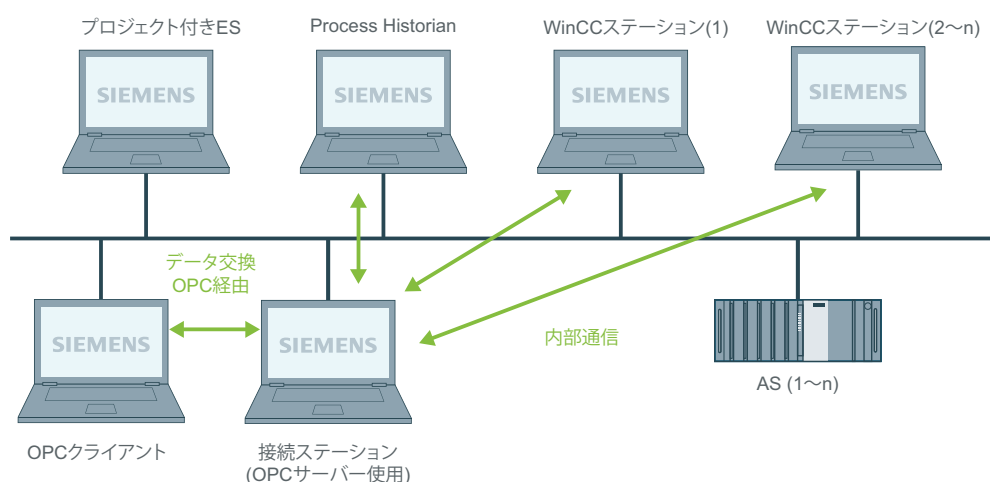 プロジェクト付きES
Process Historian
WinCCステーション(1)
WinCCステーション(2〜n)
SIEMENS
SIEMENS
SIEMENS
SIEMENS
データ交換
OPC経由
SIEMENS
SIEMENS
内部通信
AS (1〜n)
OPCクライアント
接続ステーション
(OPCサーバー使用)